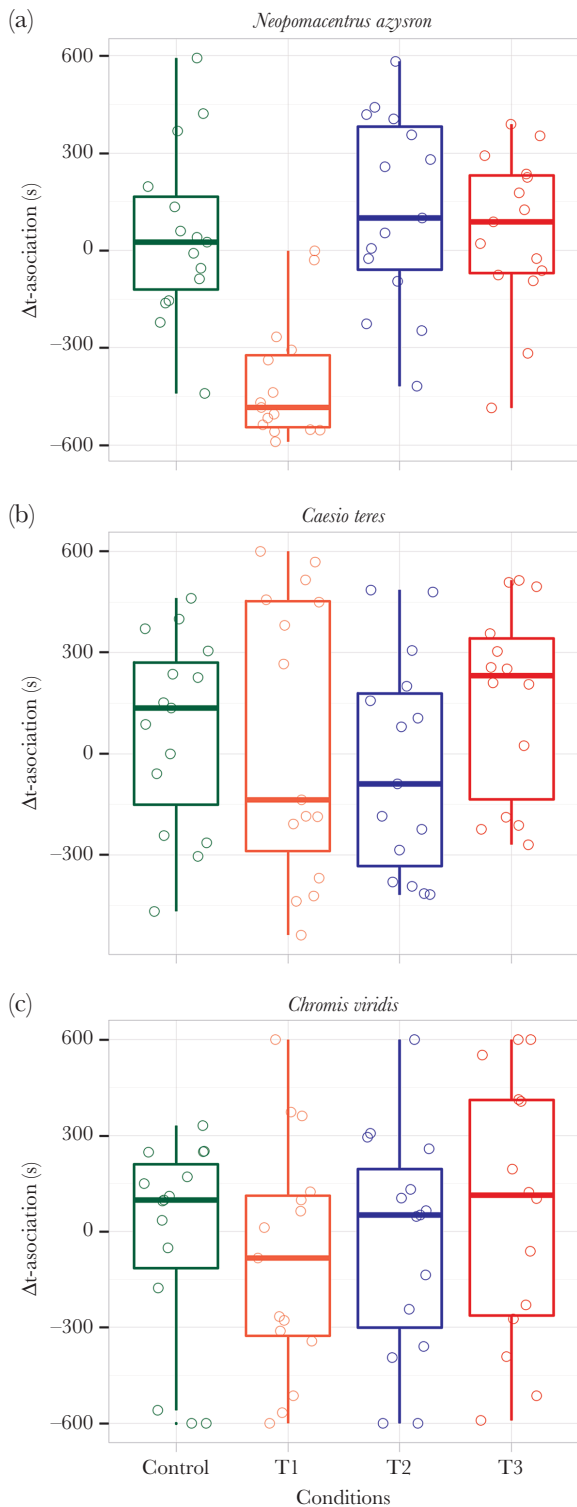 (a)
Neopomacentrus azysron
600
300
0
−300
−600
Δt-asociation (s)
(b)
Caesio teres
600
300
0
−300
Δt-asociation (s)
(c)
Chromis viridis
600
300
0
−300
−600
Δt-asociation (s)
Control T1 T2 T3
Conditions